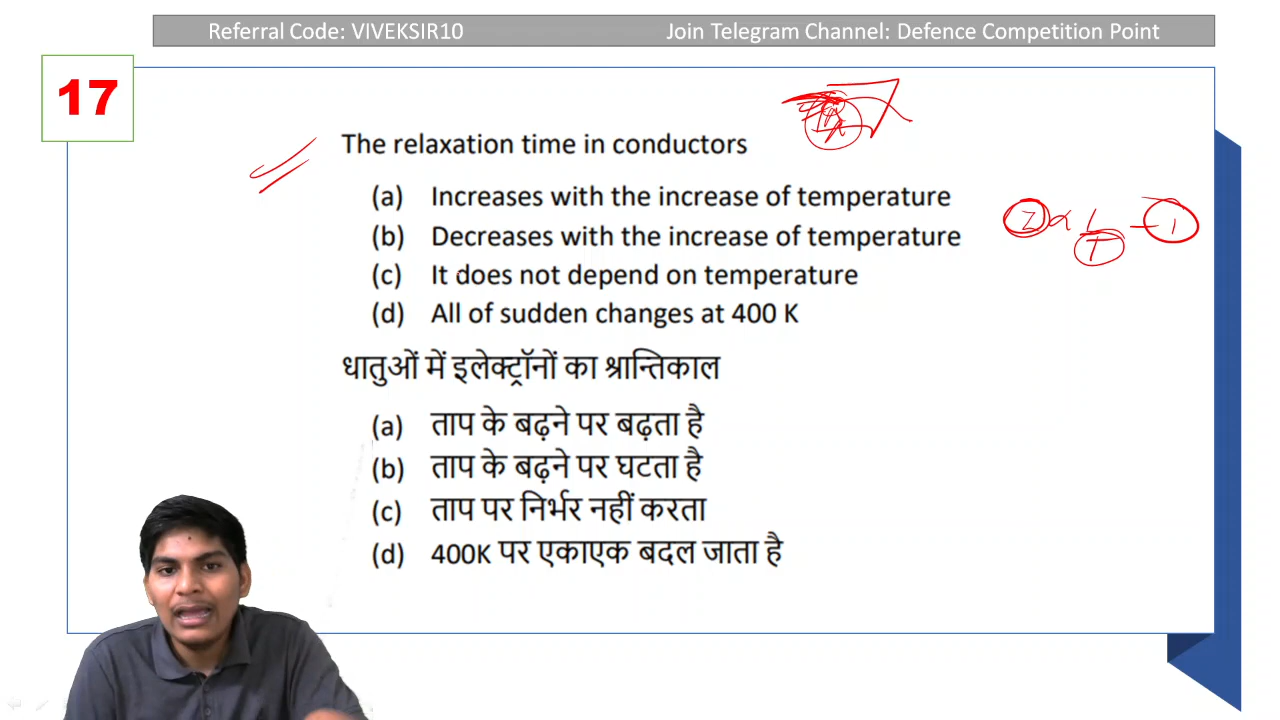 Referral Code: VIVEKSIR10 Join Telegram Channel: Defence Competition Point
17
The relaxation time in conductors
(a) Increases with the increase of temperature
(b) Decreases with the increase of temperature
(c) It does not depend on temperature
(d) All of sudden changes at 400 K
धातुओं में इलेक्ट्रॉनों का श्रान्तिकाल
(a) ताप के बढ़ने पर बढ़ता है
(b) ताप के बढ़ने पर घटता है
(c) ताप पर निर्भर नहीं करता
(d) 400K पर एकाएक बदल जाता है